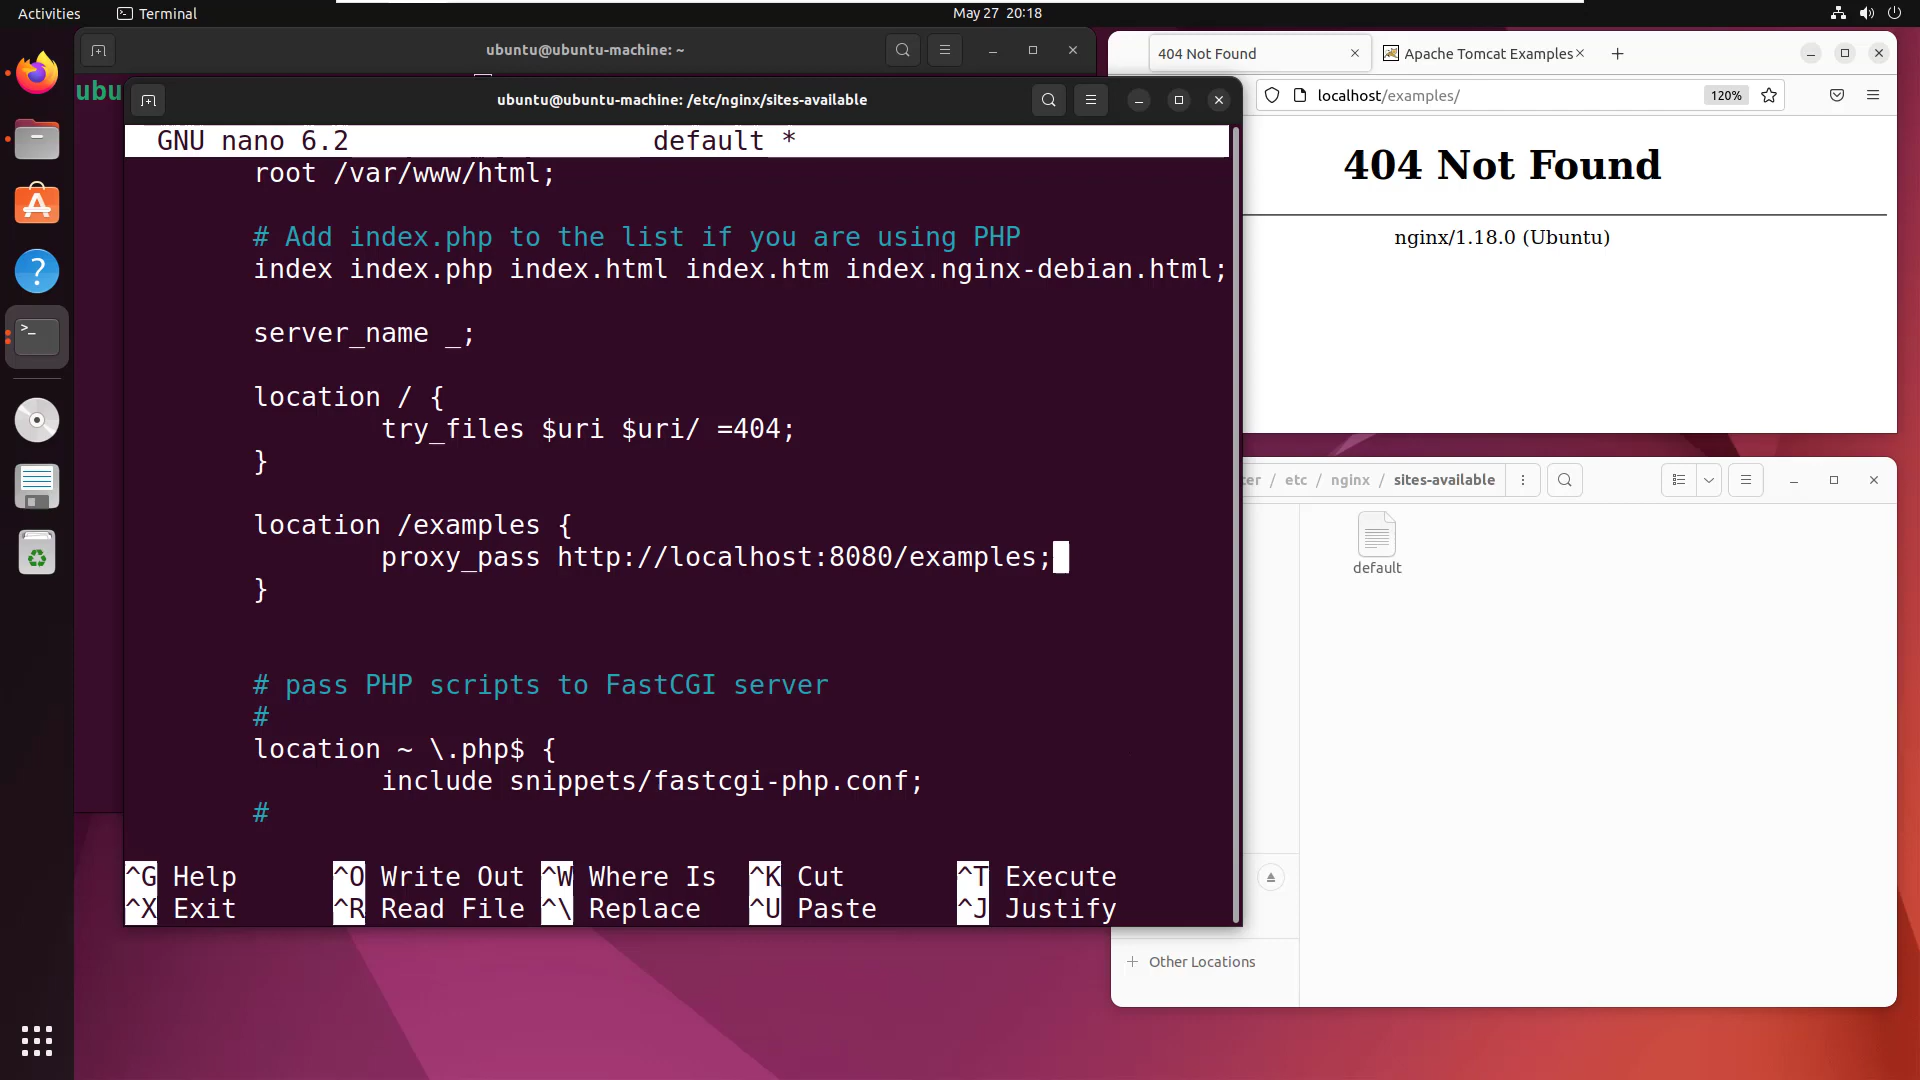 Activities
Terminal
May 27 20:18
ubuntu@ubuntu-machine: ~
ubu
ubuntu@ubuntu-machine: /etc/nginx/sites-available
GNU nano 6.2 default *
root /var/www/html;
# Add index.php to the list if you are using PHP
index index.php index.html index.htm index.nginx-debian.html;
server_name _;
location / {
try_files $uri $uri/ =404;
}
location /examples {
proxy_pass http://localhost:8080/examples;
}
# pass PHP scripts to FastCGI server
#
location ~ \.php$ {
include snippets/fastcgi-php.conf;
#
^G Help ^O Write Out ^W Where Is ^K Cut ^T Execute
^X Exit ^R Read File ^\ Replace ^U Paste ^J Justify
404 Not Found
Apache Tomcat Examples
localhost/examples/
120%
404 Not Found
nginx/1.18.0 (Ubuntu)
ter / etc / nginx / sites-available
default
+ Other Locations